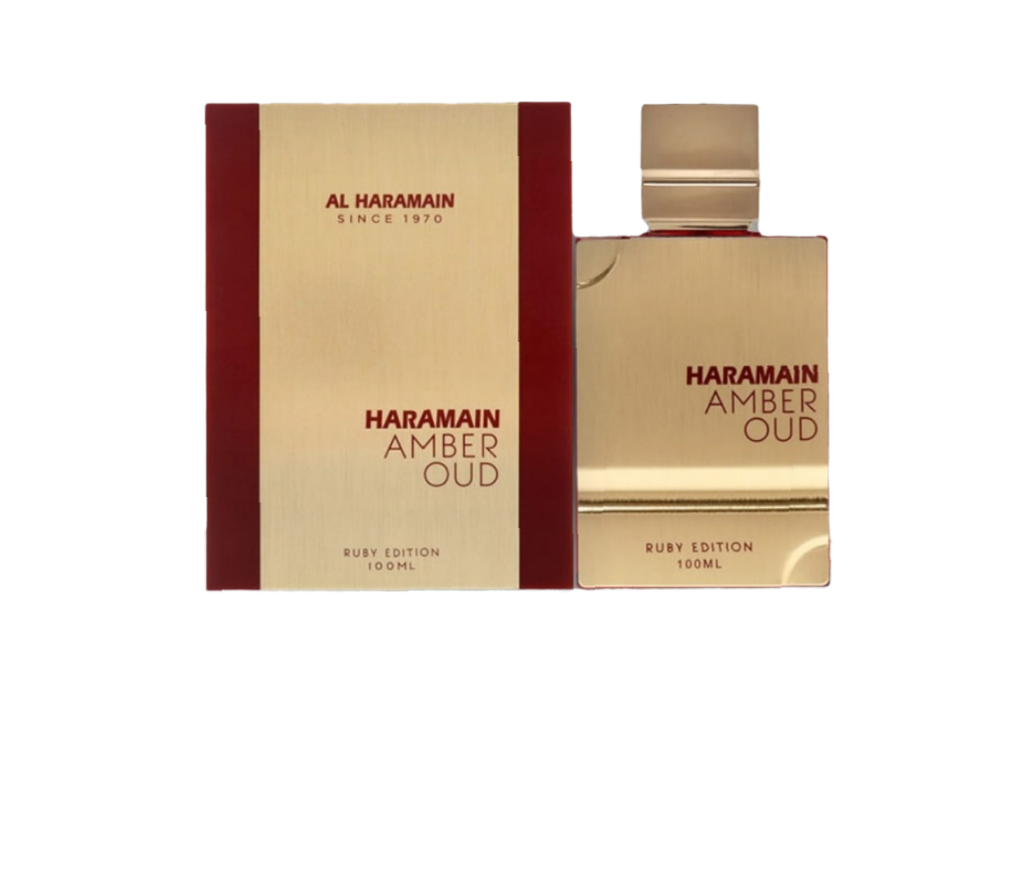 AL HARAMAIN
SINCE 1970
HARAMAIN
AMBER
OUD
RUBY EDITION
100ML
HARAMAIN
AMBER
OUD
RUBY EDITION
100ML